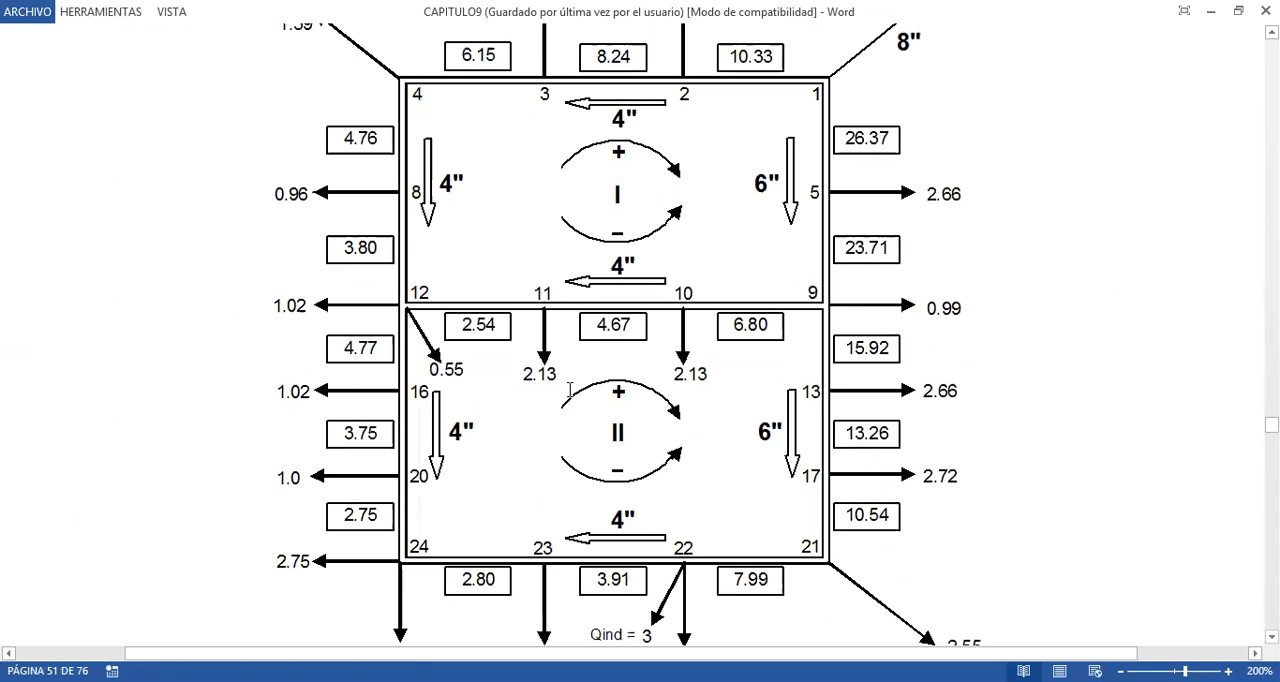 ARCHIVO HERRAMIENTAS VISTA CAPITULO9 (Guardado por última vez por el usuario) [Modo de compatibilidad] - Word
8"
6.15 8.24 10.33
4 3 2 1
4"
4.76 + 26.37
4" 6"
0.96 8 I 5 2.66
–
3.80 23.71
4"
12 11 10 9
1.02 0.99
2.54 4.67 6.80
4.77 15.92
0.55 2.13 2.13
1.02 16 + 13 2.66
3.75 4" II 6" 13.26
–
1.0 20 17 2.72
2.75 4" 10.54
24 23 22 21
2.75
2.80 3.91 7.99
Qind = 3
PÁGINA 51 DE 76 200%